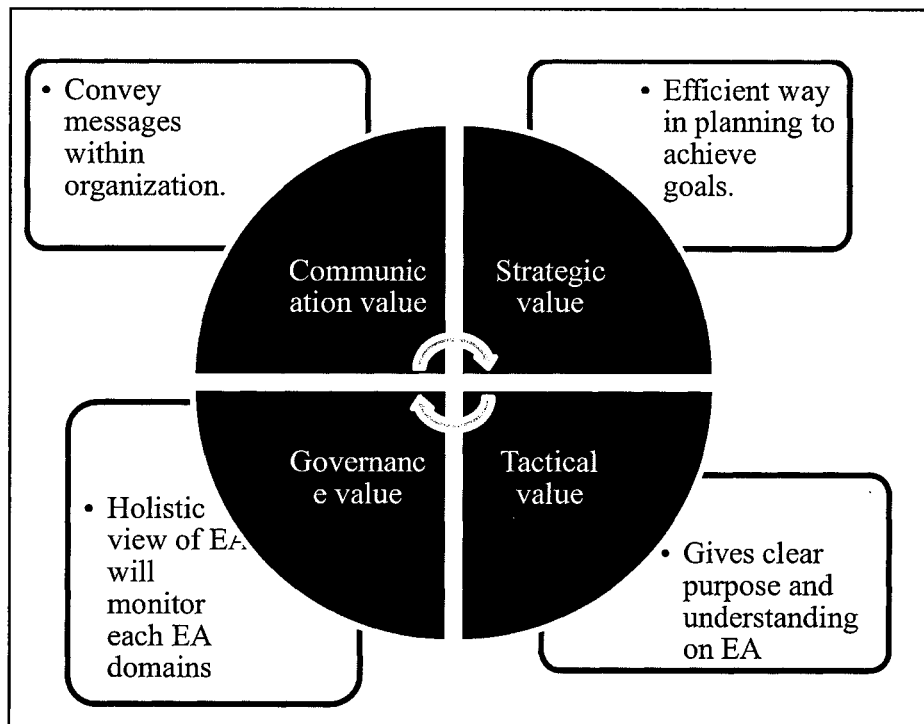 • Convey
messages
within
organization.
• Efficient way
in planning to
achieve
goals.
Communic
ation value
Strategic
value
Governanc
e value
Tactical
value
• Holistic
view of EA
will
monitor
each EA
domains
• Gives clear
purpose and
understanding
on EA